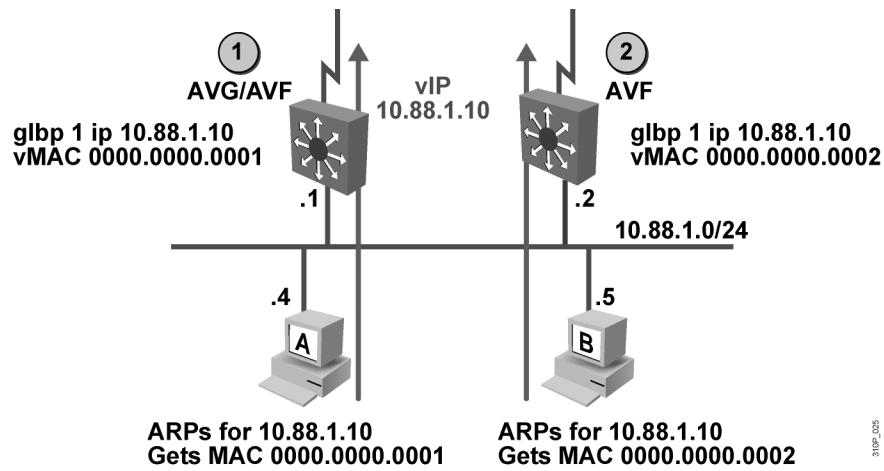 1
AVG/AVF
glbp 1 ip 10.88.1.10
vMAC 0000.0000.0001
vIP
10.88.1.10
2
AVF
glbp 1 ip 10.88.1.10
vMAC 0000.0000.0002
.1
.2
10.88.1.0/24
.4
.5
A
B
ARPs for 10.88.1.10
Gets MAC 0000.0000.0001
ARPs for 10.88.1.10
Gets MAC 0000.0000.0002
310P_025